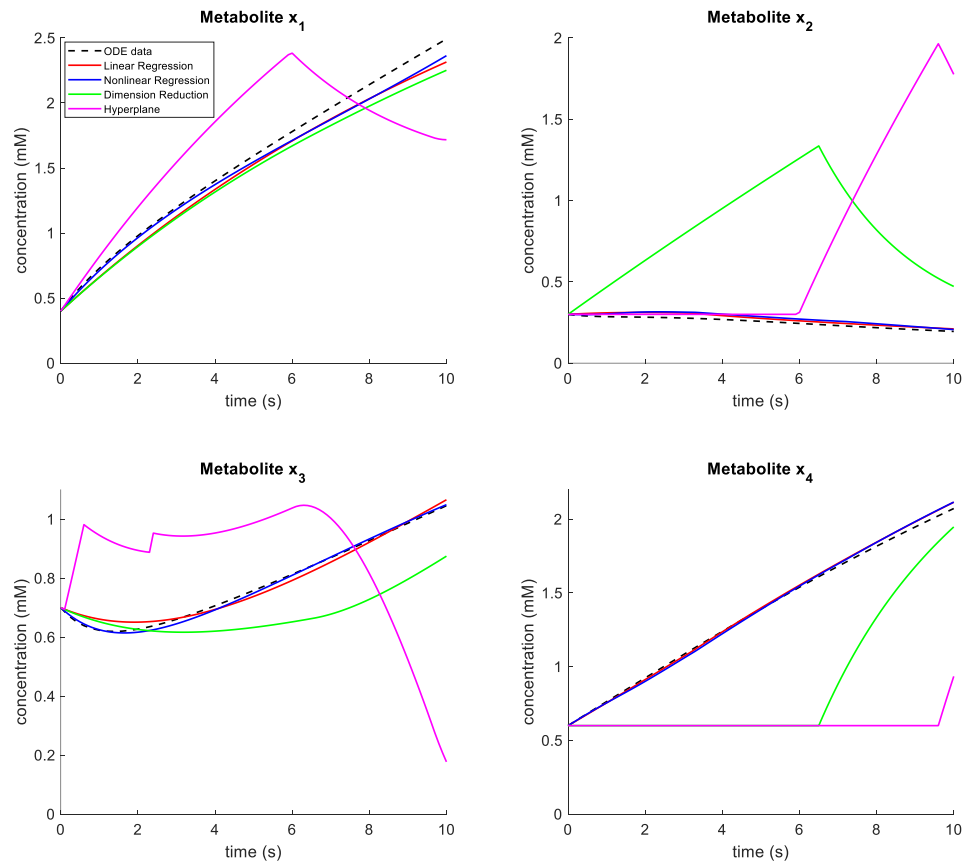 Metabolite x1
2.5
2
1.5
1
0.5
0
concentration (mM)
ODE data
Linear Regression
Nonlinear Regression
Dimension Reduction
Hyperplane
0 2 4 6 8 10
time (s)
Metabolite x2
2
1.5
1
0.5
0
concentration (mM)
0 2 4 6 8 10
time (s)
Metabolite x3
1
0.8
0.6
0.4
0.2
0
concentration (mM)
0 2 4 6 8 10
time (s)
Metabolite x4
2
1.5
1
0.5
0
concentration (mM)
0 2 4 6 8 10
time (s)